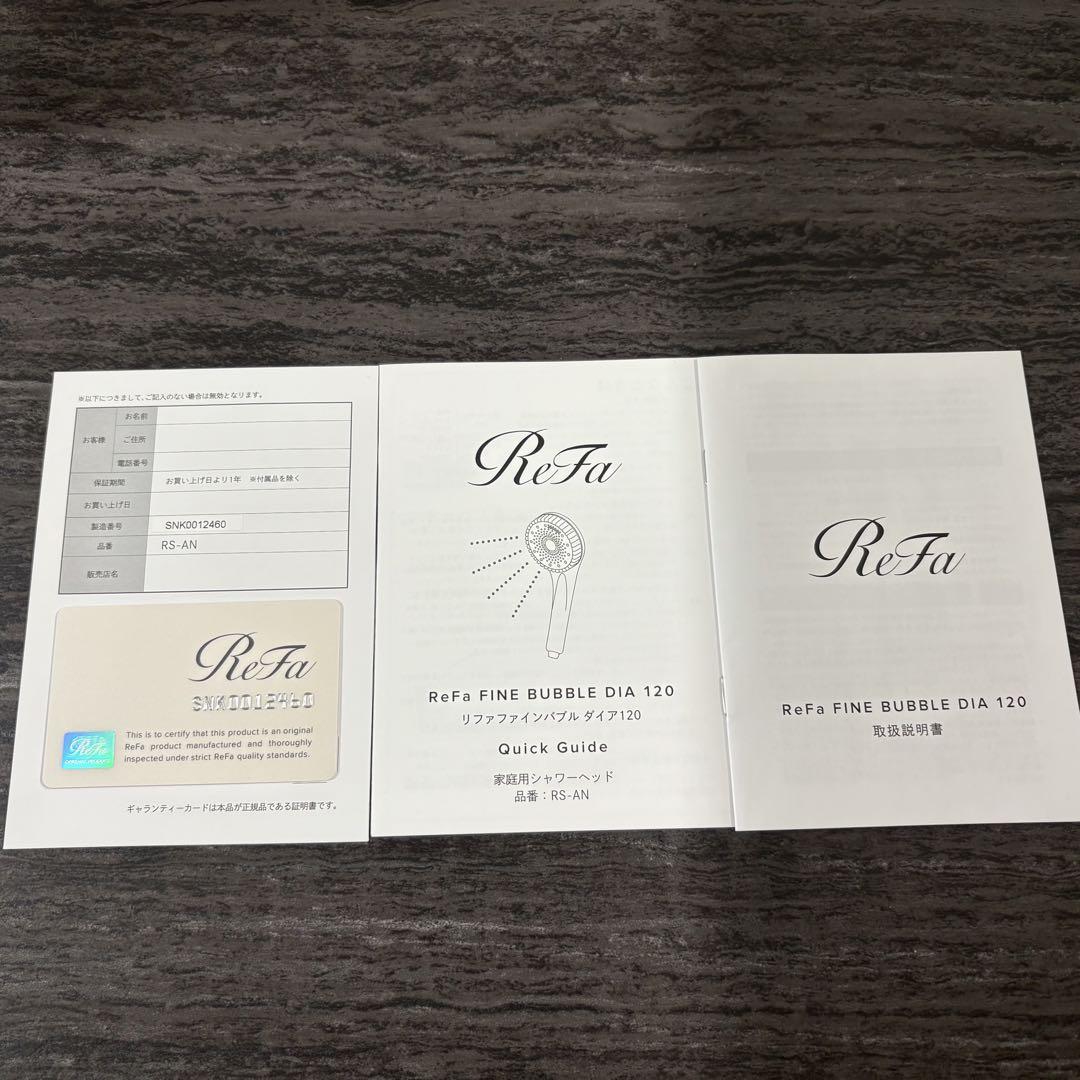 ※以下につきまして、ご記入のない場合は無効となります。
お客様
お名前
ご住所
電話番号
保証期間 お買い上げ日より1年 ※付属品を除く
お買い上げ日
製造番号 SNK0012460
品番 RS-AN
販売店名
ReFa
SNK0012460
This is to certify that this product is an original
ReFa product manufactured and thoroughly
inspected under strict ReFa quality standards.
ReFa
ギャランティーカードは本品が正規品である証明書です。
ReFa
ReFa FINE BUBBLE DIA 120
リファファインバブル ダイア120
Quick Guide
家庭用シャワーヘッド
品番：RS-AN
ReFa
ReFa FINE BUBBLE DIA 120
取扱説明書